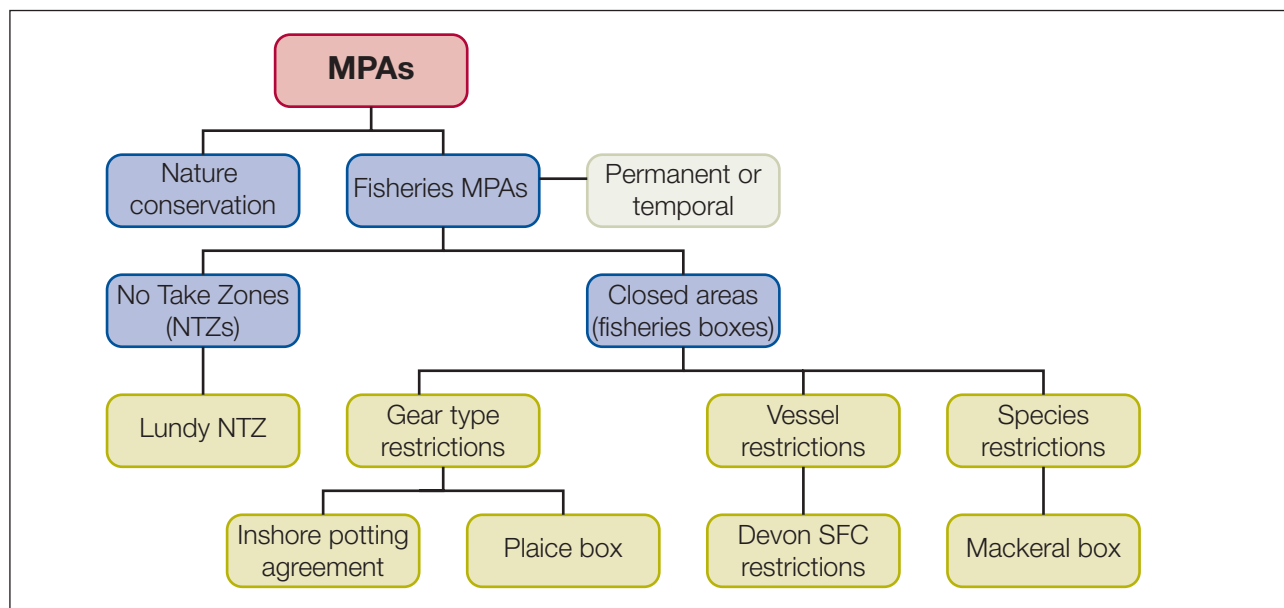 MPAs
Nature
conservation
Fisheries MPAs
Permanent or
temporal
No Take Zones
(NTZs)
Closed areas
(fisheries boxes)
Lundy NTZ
Gear type
restrictions
Vessel
restrictions
Species
restrictions
Inshore potting
agreement
Plaice box
Devon SFC
restrictions
Mackeral box